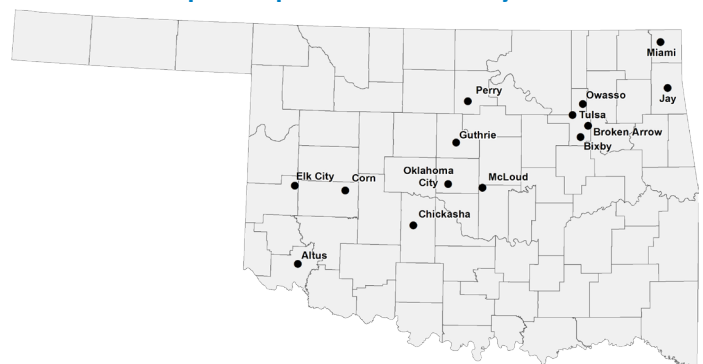 Miami
Jay
Perry
Owasso
Tulsa
Broken Arrow
Bixby
Guthrie
Oklahoma
City
McLoud
Elk City
Corn
Chickasha
Altus